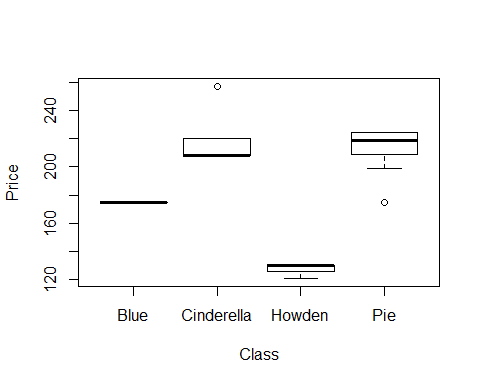 Price
240
200
160
120
Blue Cinderella Howden Pie
Class